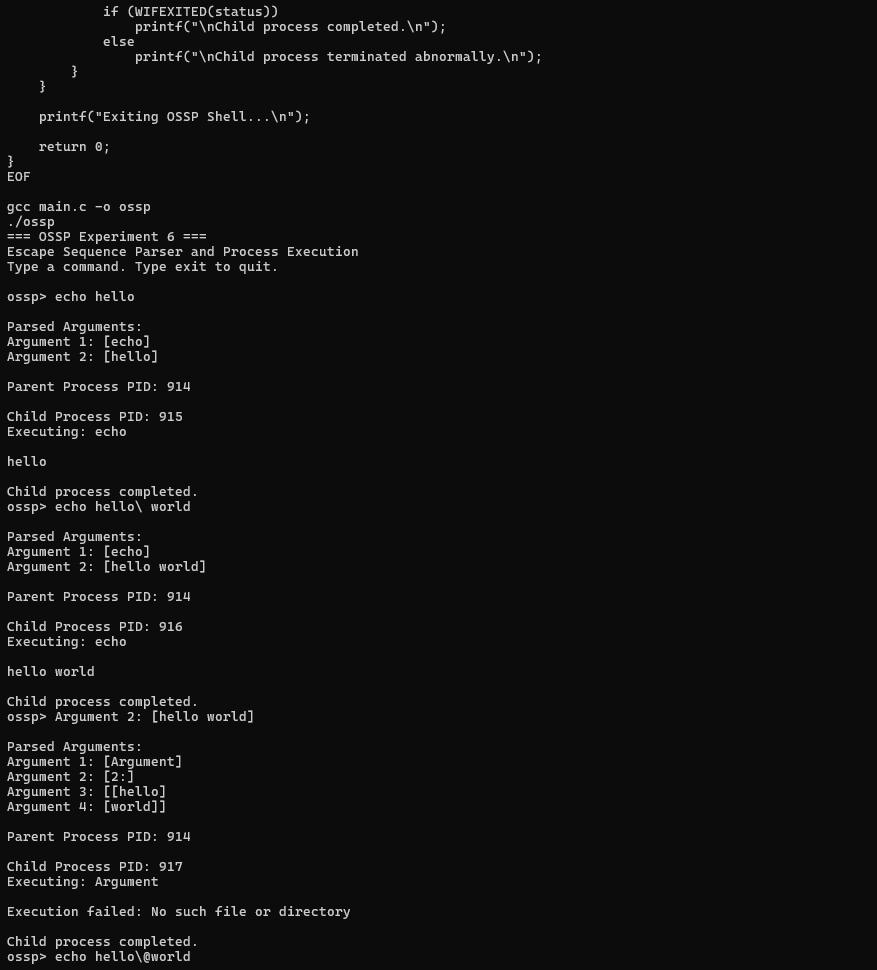 if (WIFEXITED(status))
printf("\nChild process completed.\n");
else
printf("\nChild process terminated abnormally.\n");
}
}
printf("Exiting OSSP Shell...\n");
return 0;
}
EOF
gcc main.c -o ossp
./ossp
=== OSSP Experiment 6 ===
Escape Sequence Parser and Process Execution
Type a command. Type exit to quit.
ossp> echo hello
Parsed Arguments:
Argument 1: [echo]
Argument 2: [hello]
Parent Process PID: 914
Child Process PID: 915
Executing: echo
hello
Child process completed.
ossp> echo hello\ world
Parsed Arguments:
Argument 1: [echo]
Argument 2: [hello world]
Parent Process PID: 914
Child Process PID: 916
Executing: echo
hello world
Child process completed.
ossp> Argument 2: [hello world]
Parsed Arguments:
Argument 1: [Argument]
Argument 2: [2:]
Argument 3: [[hello]
Argument 4: [world]]
Parent Process PID: 914
Child Process PID: 917
Executing: Argument
Execution failed: No such file or directory
Child process completed.
ossp> echo hello\@world